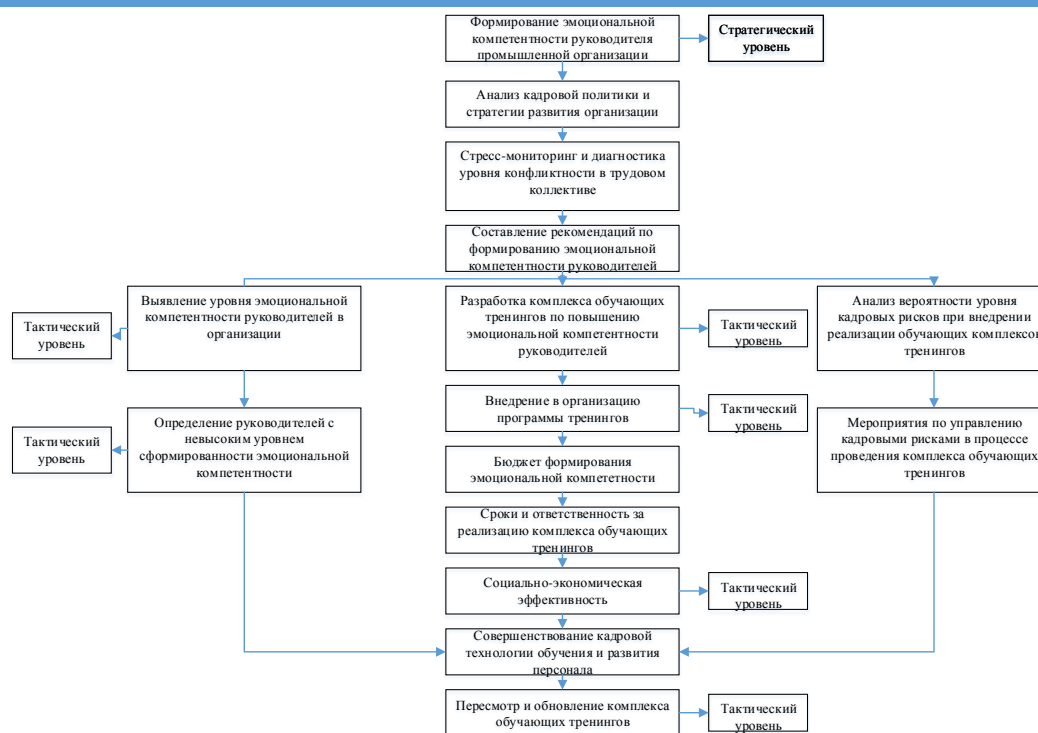 Формирование эмоциональной
компетентности руководителя
промышленной организации
Стратегический
уровень
Анализ кадровой политики и
стратегии развития организации
Стресс-мониторинг и диагностика
уровня конфликтности в трудовом
коллективе
Составление рекомендаций по
формированию эмоциональной
компетентности руководителей
Тактический
уровень
Выявление уровня эмоциональной
компетентности руководителей в
организации
Разработка комплекса обучающих
тренингов по повышению
эмоциональной компетентности
руководителей
Тактический
уровень
Анализ вероятности уровня
кадровых рисков при внедрении
реализации обучающих комплексов
тренингов
Тактический
уровень
Определение руководителей с
невысоким уровнем
сформированности эмоциональной
компетентности
Внедрение в организацию
программы тренингов
Тактический
уровень
Мероприятия по управлению
кадровыми рисками в процессе
проведения комплекса обучающих
тренингов
Бюджет формирования
эмоциональной компететности
Сроки и ответственность за
реализацию комплекса обучающих
тренингов
Социально-экономическая
эффективность
Тактический
уровень
Совершенствование кадровой
технологии обучения и развития
персонала
Пересмотр и обновление комплекса
обучающих тренингов
Тактический
уровень